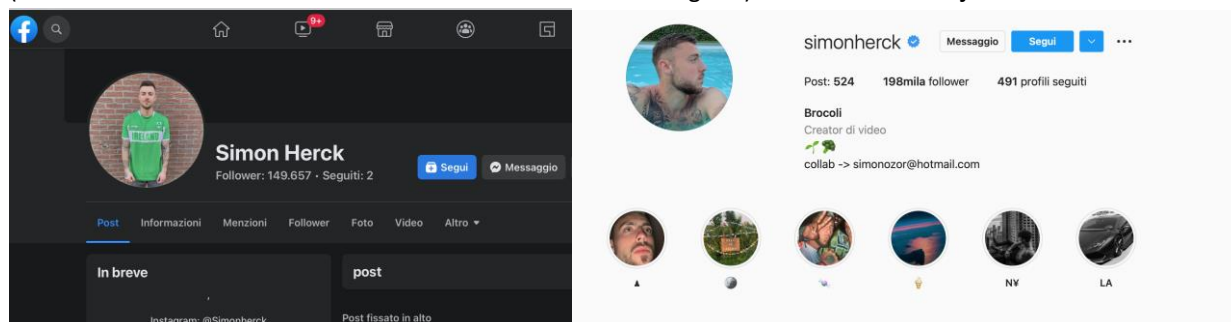 9+
Simon Herck
Follower: 149.657 · Seguiti: 2
Segui
Messaggio
Post Informazioni Menzioni Follower Foto Video Altro
In breve
,
Instagram: @Simonherck
post
Post fissato in alto
simonherck
Messaggio
Segui
Post: 524 198mila follower 491 profili seguiti
Brocoli
Creator di video
collab -> simonozor@hotmail.com
N¥
LA